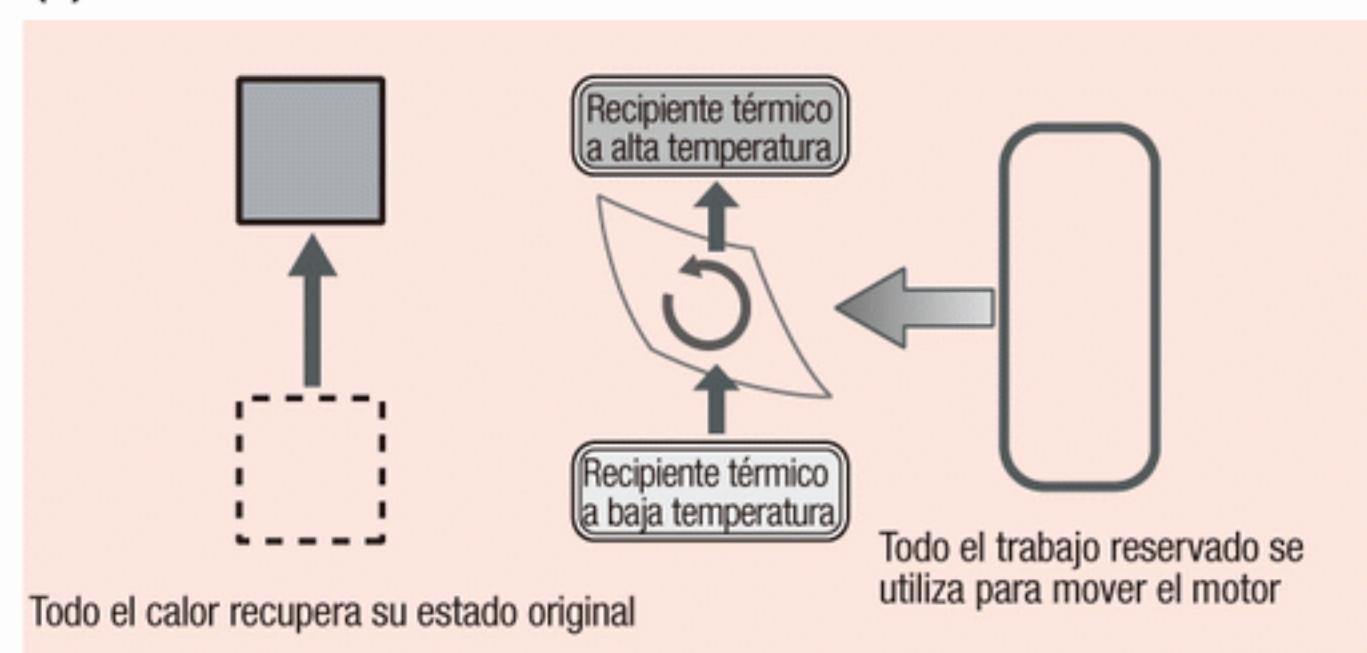 Recipiente térmico
a alta temperatura
Recipiente térmico
a baja temperatura
Todo el trabajo reservado se
utiliza para mover el motor
Todo el calor recupera su estado original